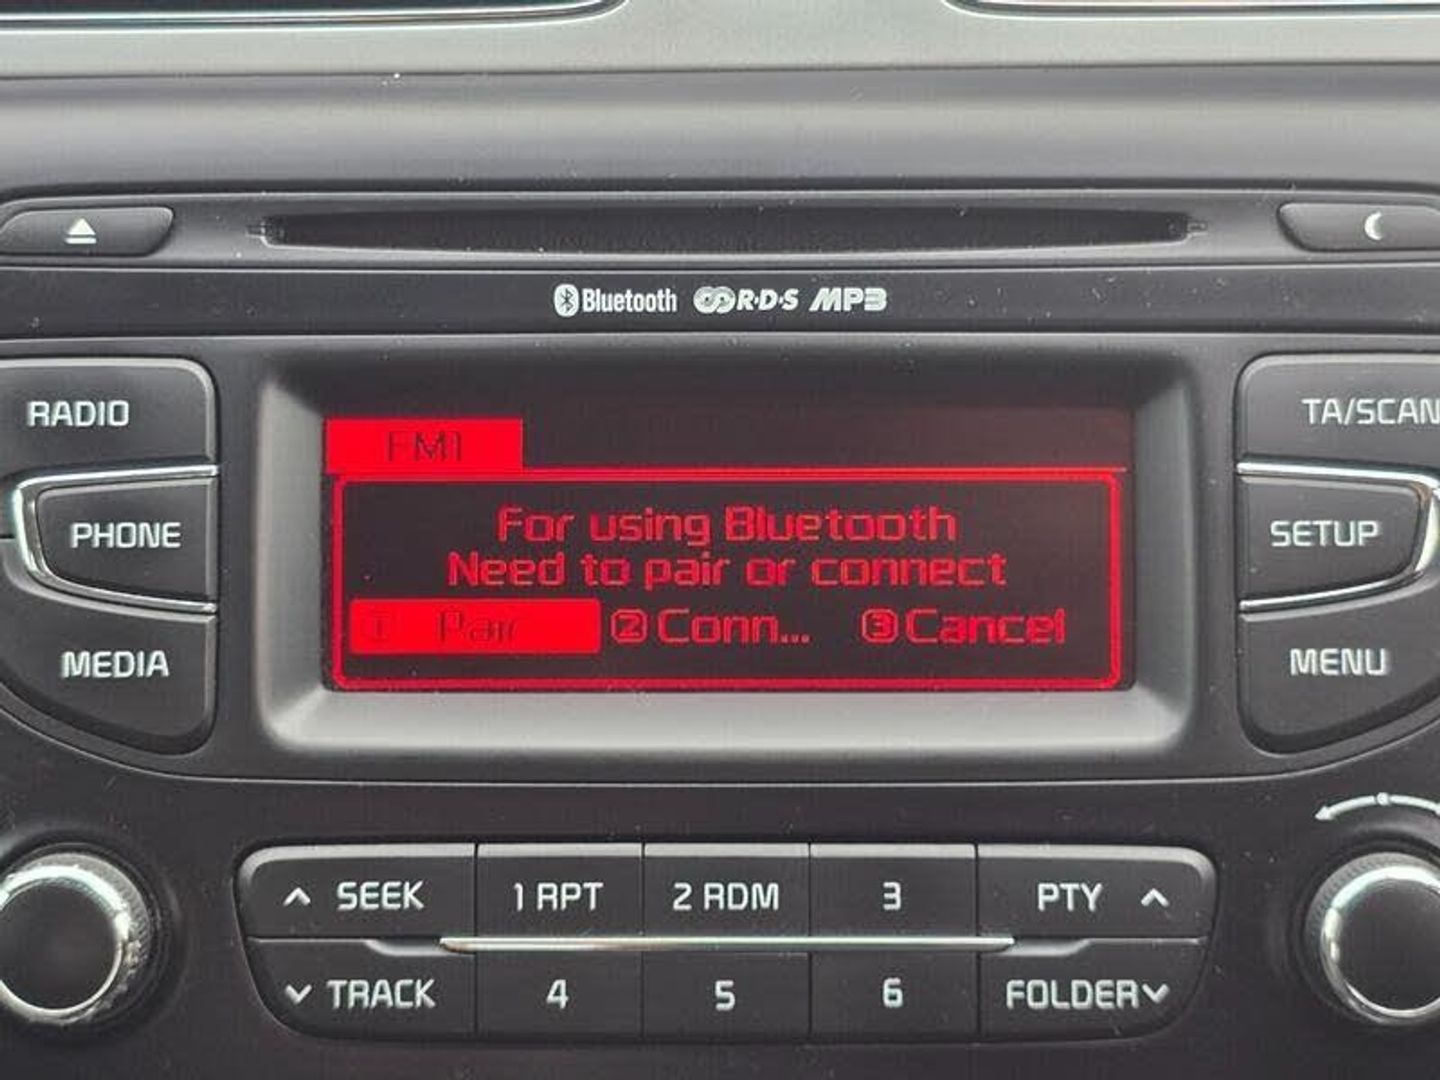 Bluetooth R·D·S MP3
RADIO
TA/SCAN
FM1
PHONE
For using Bluetooth
SETUP
Need to pair or connect
1 Pair 2 Conn... 3 Cancel
MEDIA
MENU
SEEK 1 RPT 2 RDM 3 PTY
TRACK 4 5 6 FOLDER